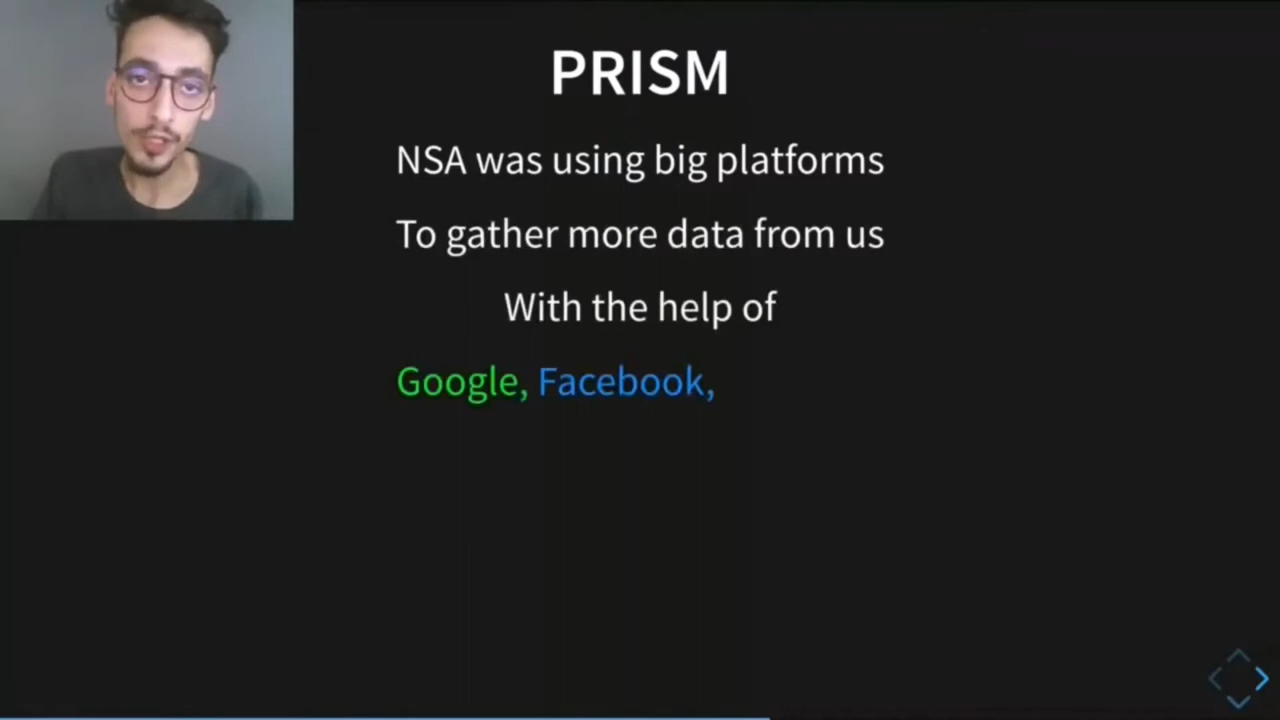 PRISM
NSA was using big platforms
To gather more data from us
With the help of
Google, Facebook,